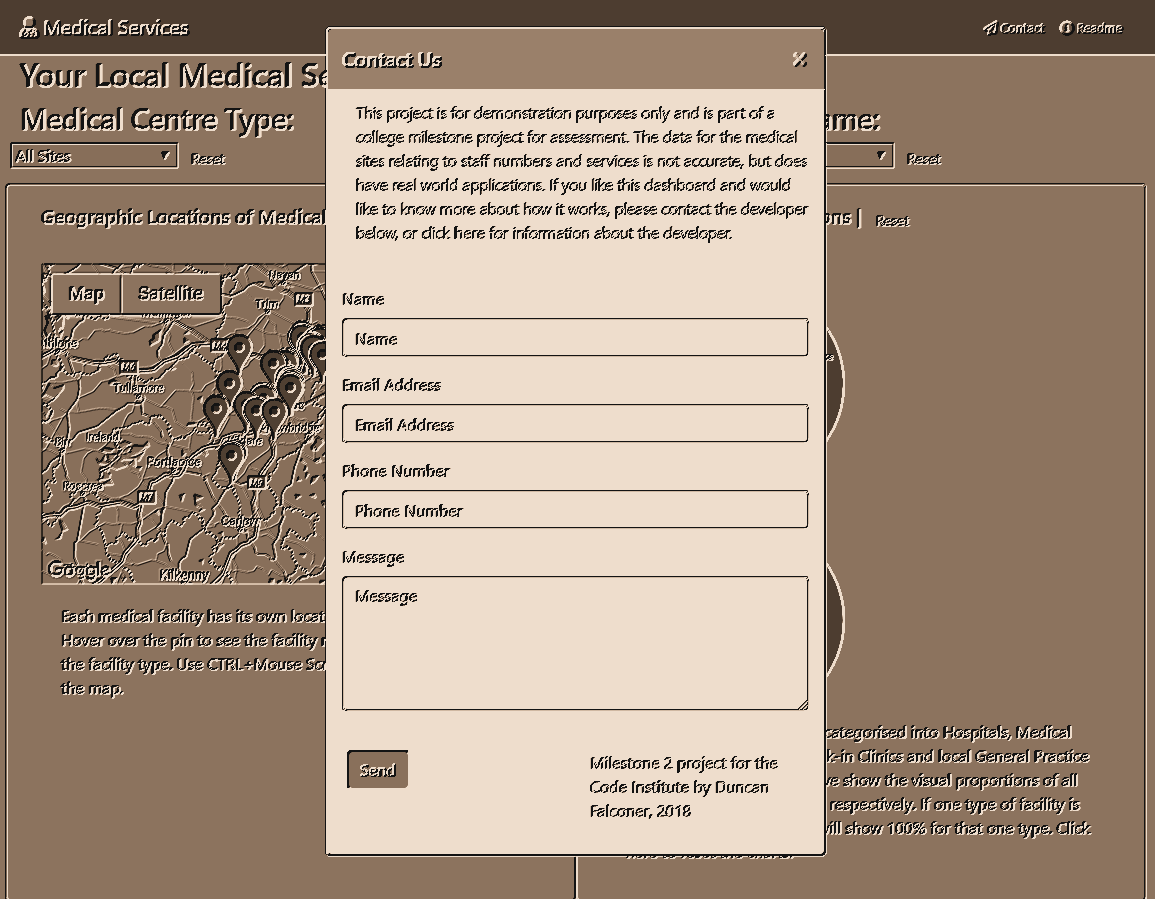 Medical Services
Contact
Readme
Your Local Medical Se
Medical Centre Type:
ame:
All Sites
Reset
Reset
Geographic Locations of Medical
ons |
Reset
Map
Satellite
Navan
Trim
M3
thlone
M4
M6
Tullamore
Birr
Ireland
Portlaoise
Roscrea
M7
M9
Carlow
Kilkenny
Google
Each medical facility has its own locat
Hover over the pin to see the facility n
the facility type. Use CTRL+Mouse Scr
the map.
Contact Us
×
This project is for demonstration purposes only and is part of a
college milestone project for assessment. The data for the medical
sites relating to staff numbers and services is not accurate, but does
have real world applications. If you like this dashboard and would
like to know more about how it works, please contact the developer
below, or click here for information about the developer.
Name
Name
Email Address
Email Address
Phone Number
Phone Number
Message
Message
Send
Milestone 2 project for the
Code Institute by Duncan
Falconer, 2018
categorised into Hospitals, Medical
k-in Clinics and local General Practice
ve show the visual proportions of all
respectively. If one type of facility is
will show 100% for that one type. Click